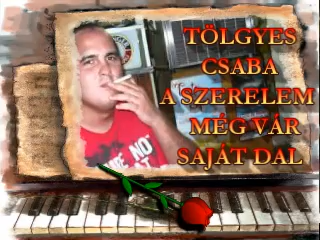 TÖLGYES
CSABA
A SZERELEM
MÉG VÁR
SAJÁT DAL